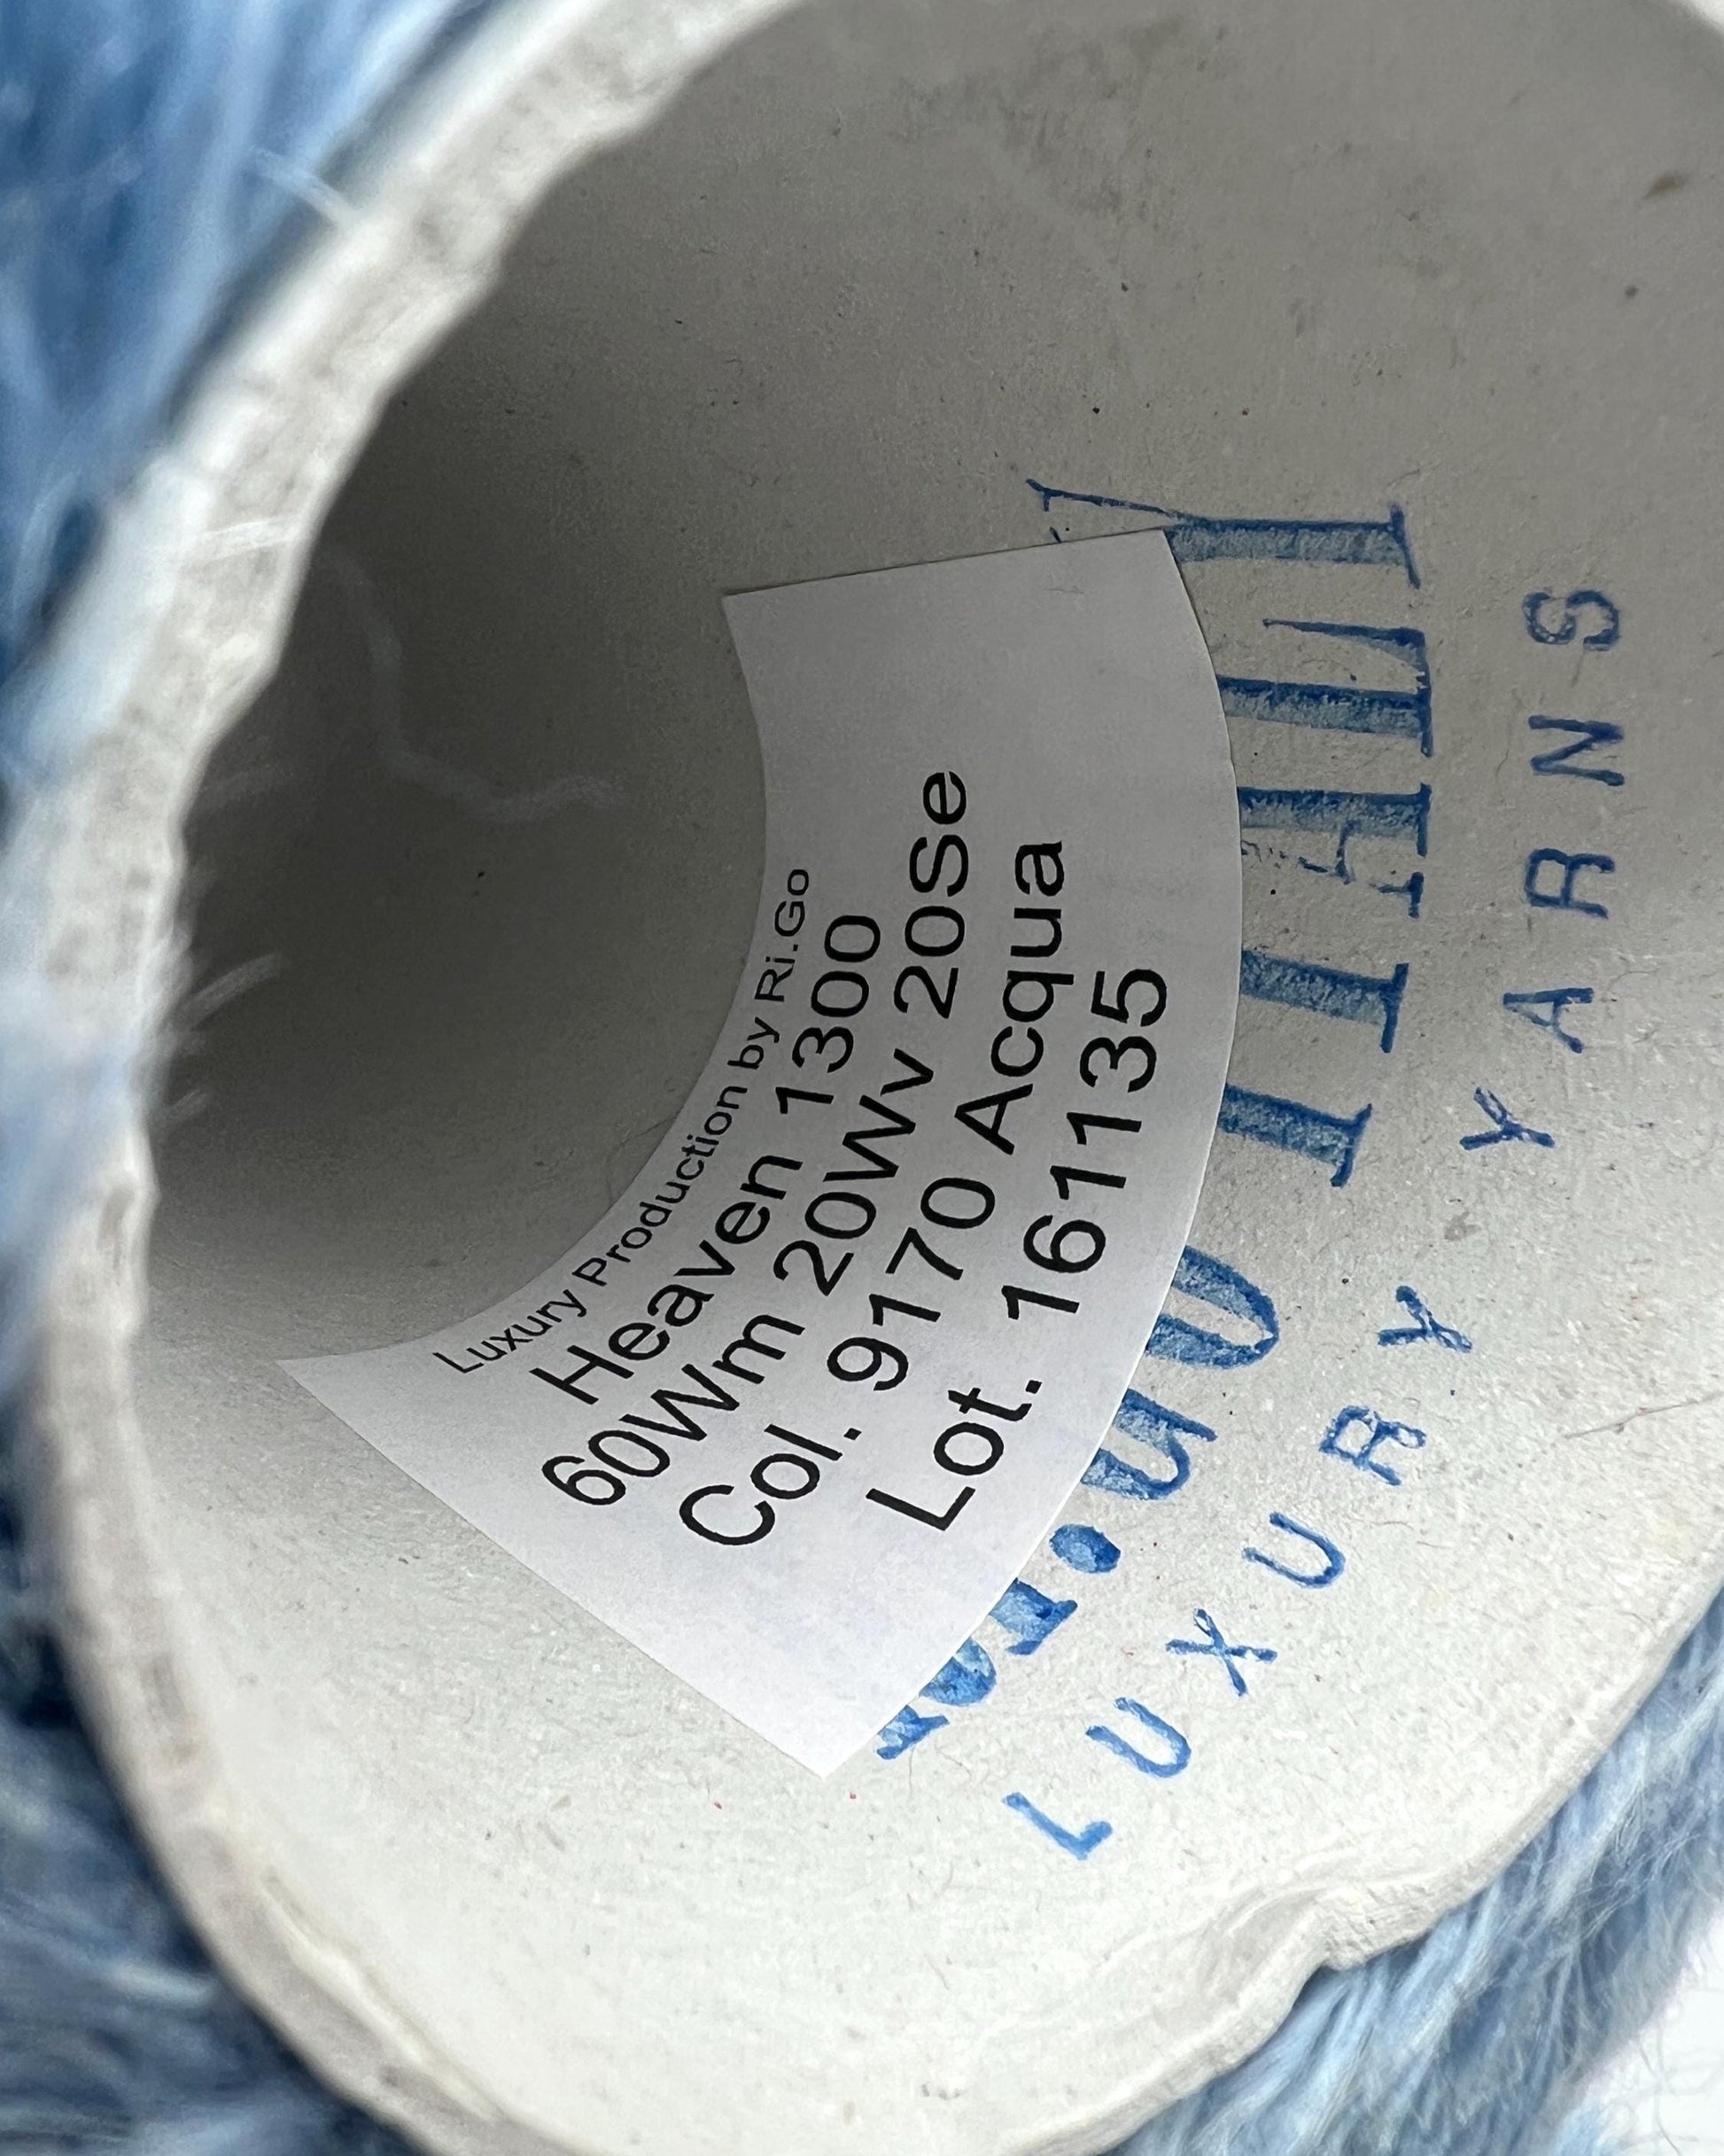 Luxury Production by Ri.Go
Heaven 1300
60Wm 20Wv 20Se
Col. 9170 Acqua
Lot. 161135
LUXURY YARNS